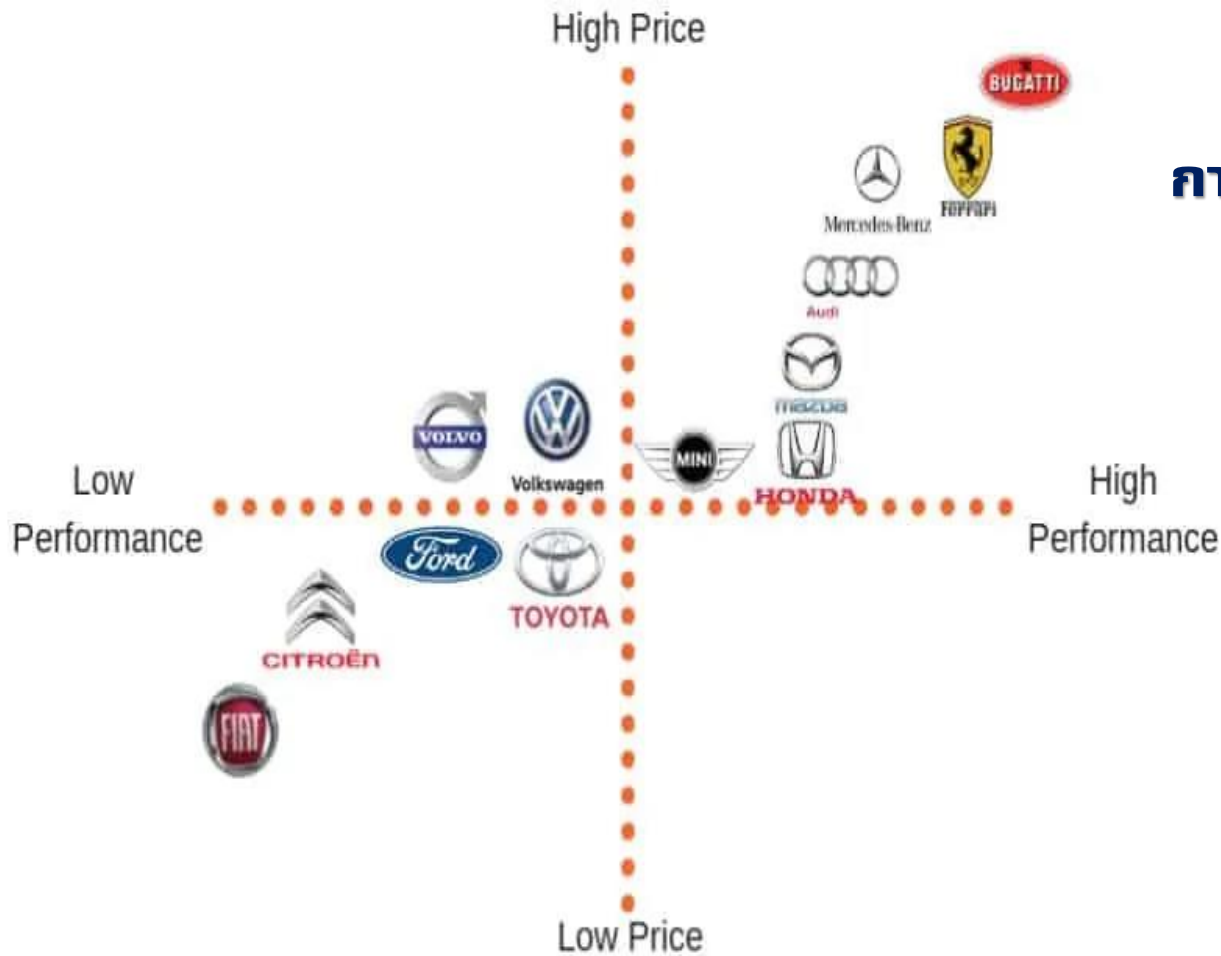 High Price
BUGATTI
Ferrari
Mercedes-Benz
Audi
mazda
VOLVO
Volkswagen
MINI
HONDA
Low
Performance
High
Performance
Ford
TOYOTA
CITROËN
FIAT
Low Price